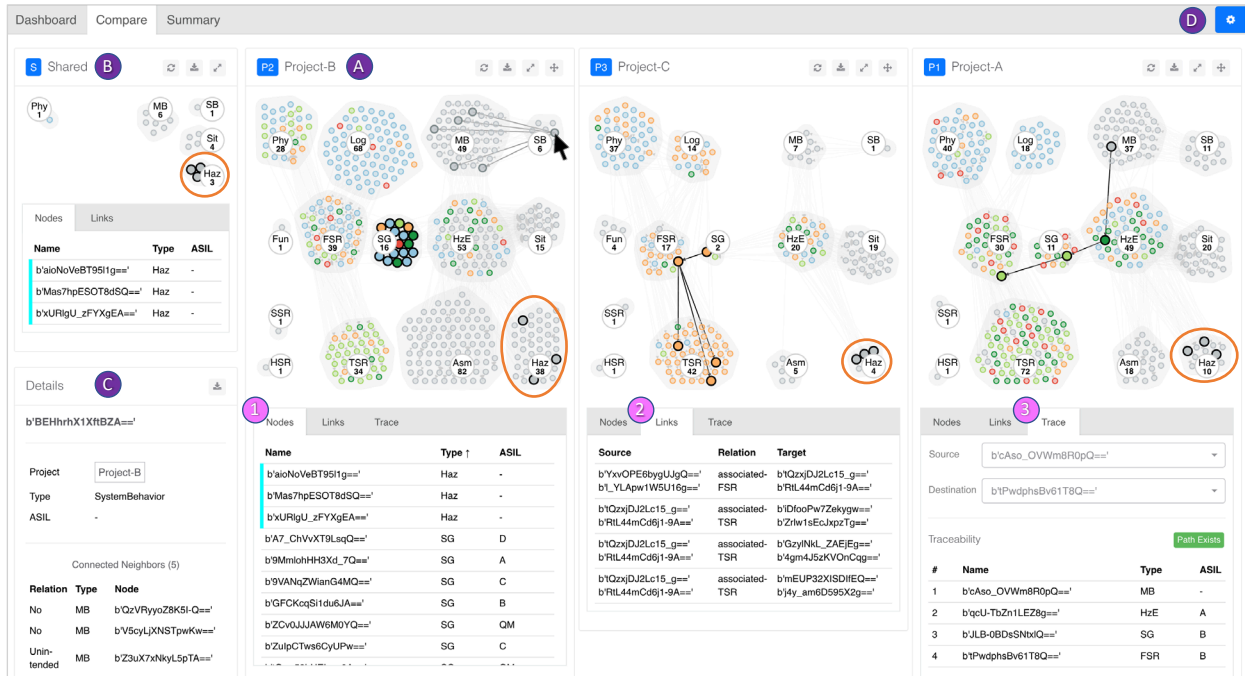 Dashboard Compare Summary D
S Shared B
Phy
1
MB
6
SB
1
Sit
4
Haz
3
Nodes Links
Name Type ASIL
b'aioNoVeBT95l1g==' Haz -
b'Mas7hpESOT8dSQ==' Haz -
b'xURlgU_zFYXgEA==' Haz -
Details C
b'BEHhrhX1XftBZA=='
Project Project-B
Type SystemBehavior
ASIL -
Connected Neighbors (5)
Relation Type Node
No MB b'QzVRyyoZ8K5I-Q=='
No MB b'V5cyLjXNSTpwKw=='
Unin-
tended MB b'Z3uX7xNkyL5pTA=='
P2 Project-B A
Phy
28
Log
68
MB
49
SB
6
Fun
1
FSR
39
SG
16
HzE
53
Sit
15
SSR
1
HSR
1
TSR
34
Asm
82
Haz
38
1
Nodes Links Trace
Name Type ↑ ASIL
b'aioNoVeBT95l1g==' Haz -
b'Mas7hpESOT8dSQ==' Haz -
b'xURlgU_zFYXgEA==' Haz -
b'A7_ChVvXT9LsqQ==' SG D
b'9MmlohHH3Xd_7Q==' SG A
b'9VANqZWianG4MQ==' SG C
b'GFCKcqSi1du6JA==' SG B
b'ZCv0JJJAW6M0YQ==' SG QM
b'ZulpCTws6CyUPw==' SG C
P3 Project-C
Phy
37
Log
14
MB
7
SB
1
Fun
4
FSR
17
SG
2
HzE
20
Sit
19
SSR
1
HSR
1
TSR
42
Asm
5
Haz
4
2
Nodes Links Trace
Source Relation Target
b'YxvOPE6bygUJgQ==' associated- b'tQzxjDJ2Lc15_g=='
b'l_YLApw1W5U16g==' FSR b'RtL44mCd6j1-9A=='
b'tQzxjDJ2Lc15_g==' associated- b'iDfooPw7Zekygw=='
b'RtL44mCd6j1-9A==' TSR b'Zrlw1sEcJxpzTg=='
b'tQzxjDJ2Lc15_g==' associated- b'GzylNkL_ZAEjEg=='
b'RtL44mCd6j1-9A==' TSR b'4gm4J5zKVOnCqg=='
b'tQzxjDJ2Lc15_g==' associated- b'mEUP32XISDIfEQ=='
b'RtL44mCd6j1-9A==' TSR b'j4y_am6D595X2g=='
P1 Project-A
Phy
40
Log
18
MB
37
SB
11
Fun
1
FSR
30
SG
11
HzE
49
Sit
20
SSR
1
HSR
1
TSR
72
Asm
18
Haz
10
3
Nodes Links Trace
Source b'cAso_OVWm8R0pQ=='
Destination b'tPwdphsBv61T8Q=='
Traceability Path Exists
# Name Type ASIL
1 b'cAso_OVWm8R0pQ==' MB -
2 b'qcU-TbZn1LEZ8g==' HzE A
3 b'JLB-0BDsSNtxlQ==' SG B
4 b'tPwdphsBv61T8Q==' FSR B